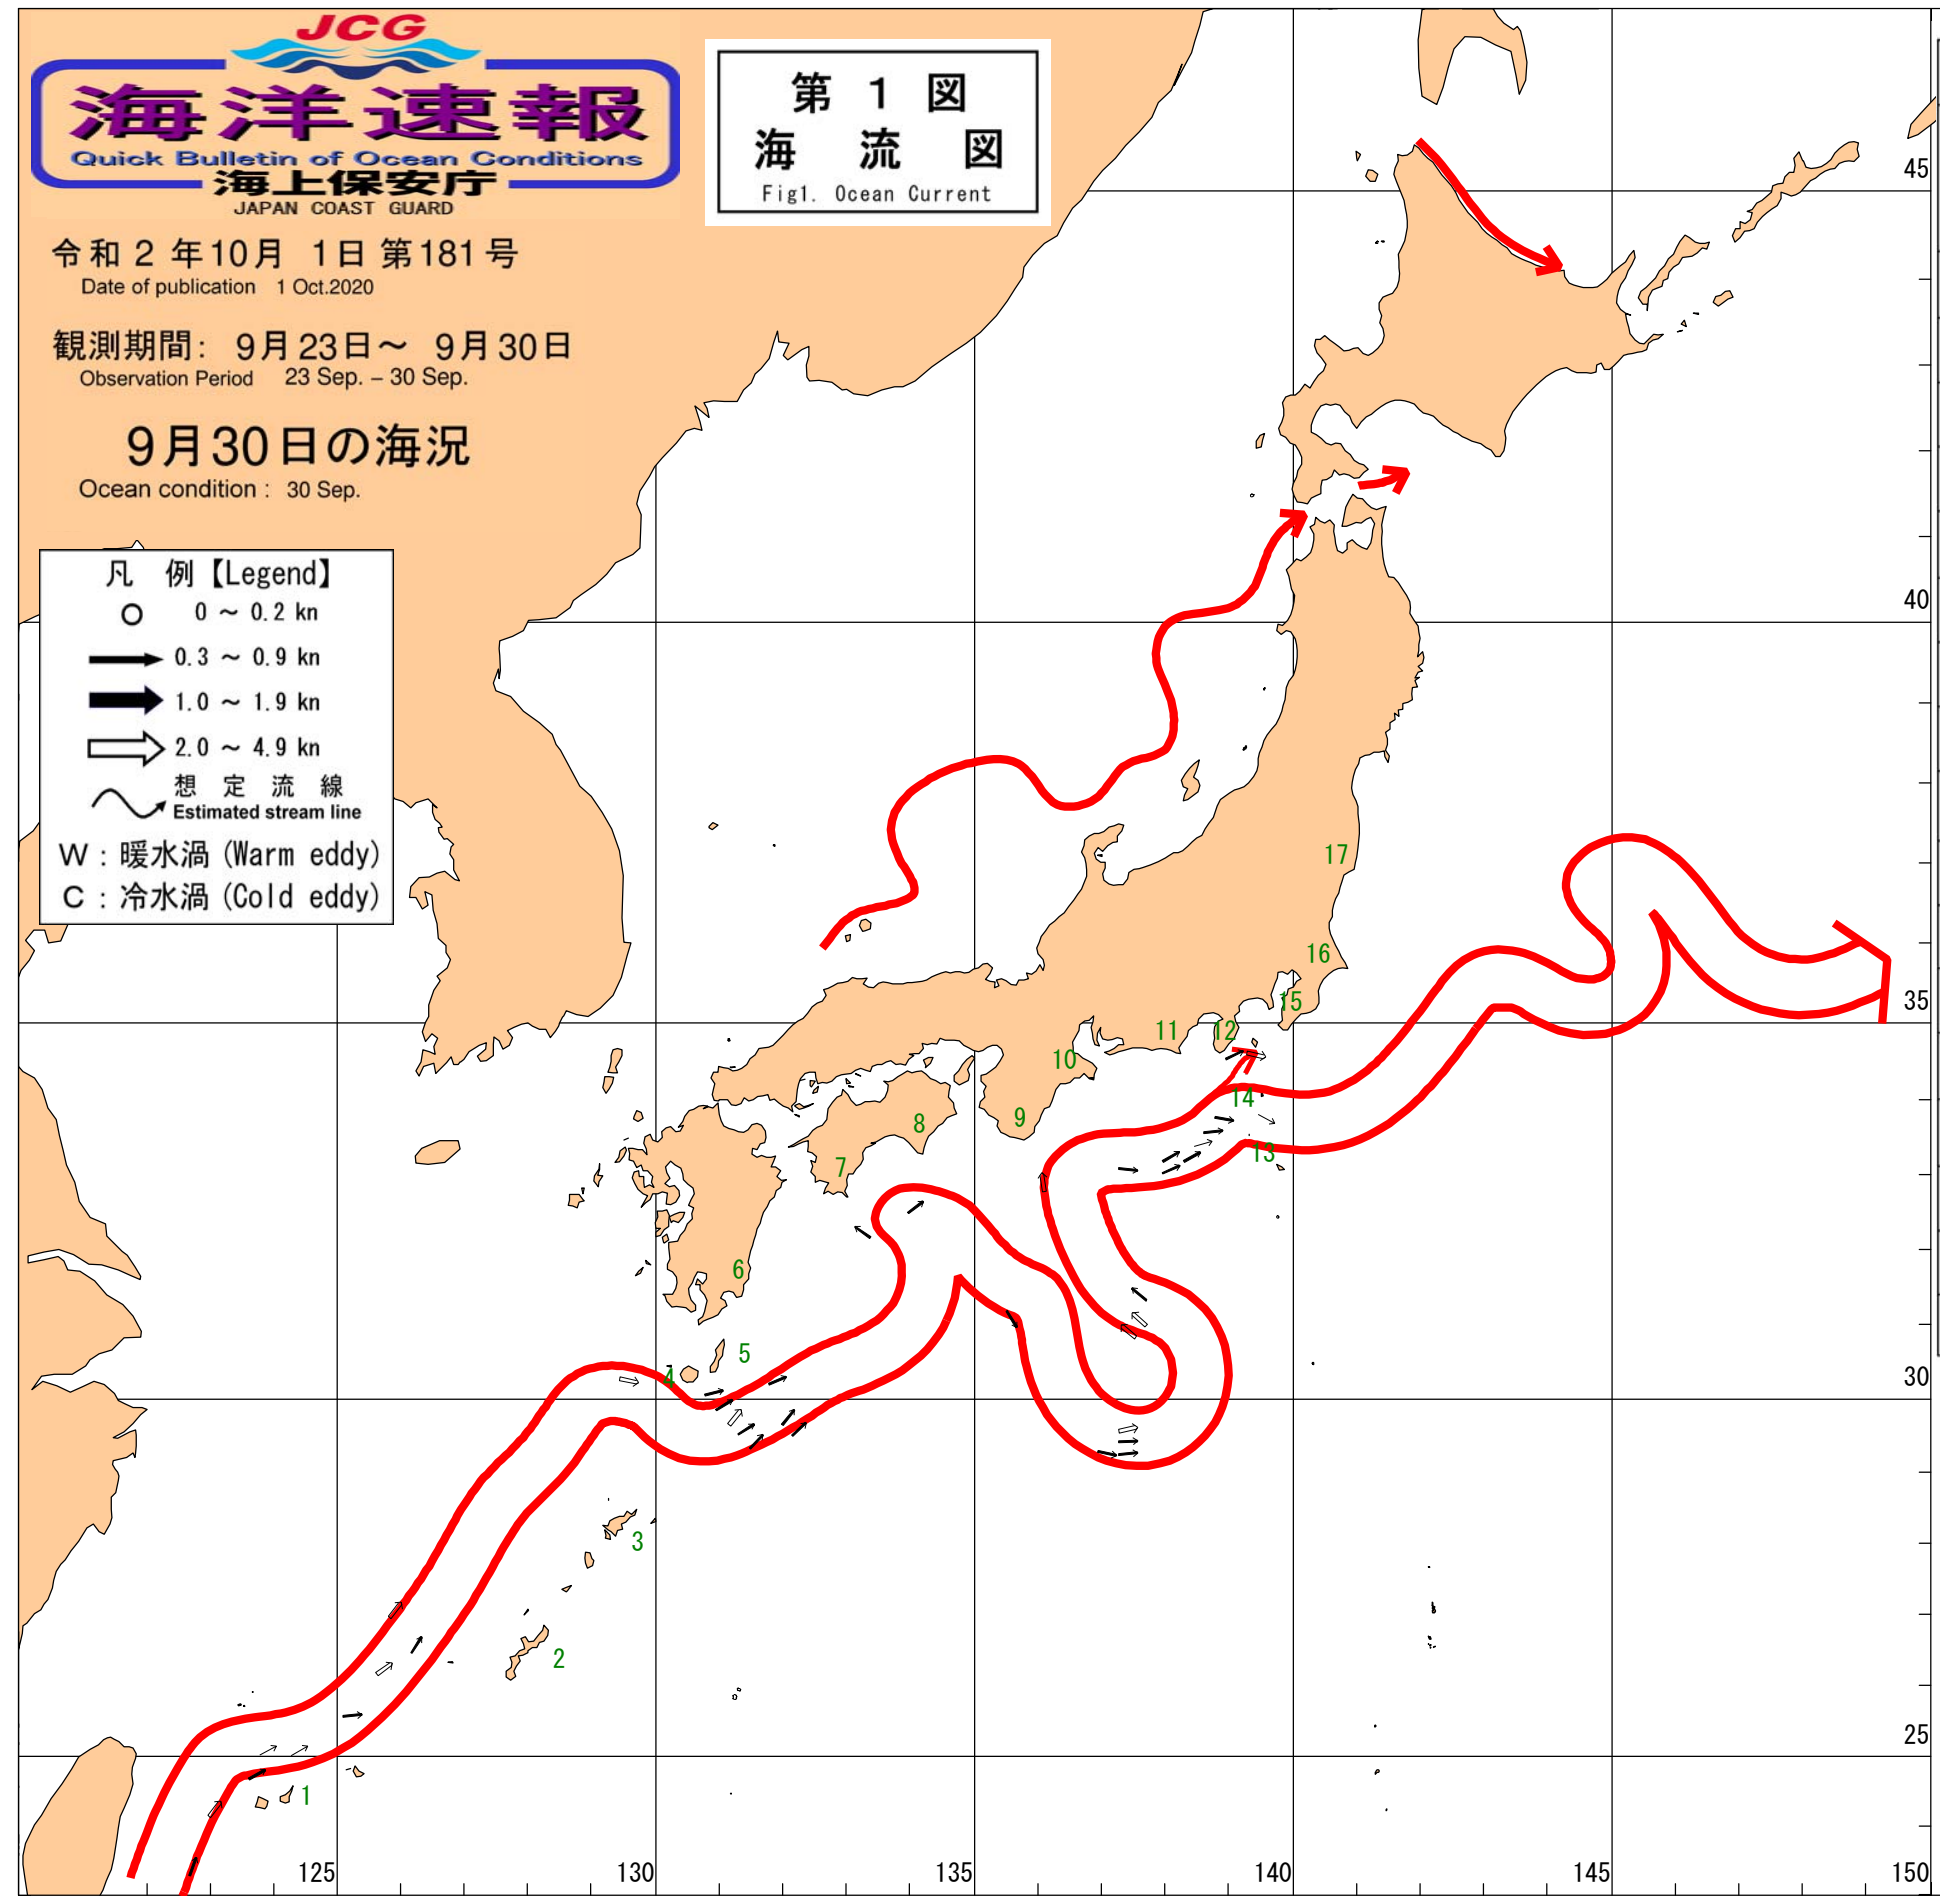 JCG
海洋速報
Quick Bulletin of Ocean Conditions
海上保安庁
JAPAN COAST GUARD
第 1 図
海 流 図
Fig1. Ocean Current
令和 2 年10月 1日 第181号
Date of publication 1 Oct.2020
観測期間: 9月23日～ 9月30日
Observation Period 23 Sep. – 30 Sep.
9月30日の海況
Ocean condition : 30 Sep.
凡 例【Legend】
0 ～ 0.2 kn
0.3 ～ 0.9 kn
1.0 ～ 1.9 kn
2.0 ～ 4.9 kn
想 定 流 線
Estimated stream line
W : 暖水渦 (Warm eddy)
C : 冷水渦 (Cold eddy)
45
40
17
16
35
15
12
11
10
14
9
8
13
7
6
5
4
30
3
2
25
1
125
130
135
140
145
150